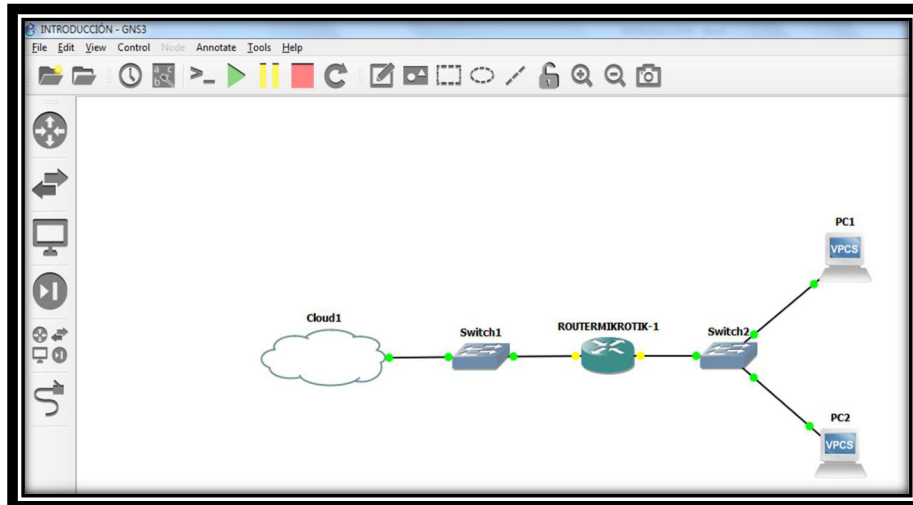 INTRODUCCIÓN - GNS3
File Edit View Control Node Annotate Tools Help
PC1
VPCS
Cloud1
Switch1
ROUTERMIKROTIK-1
Switch2
PC2
VPCS